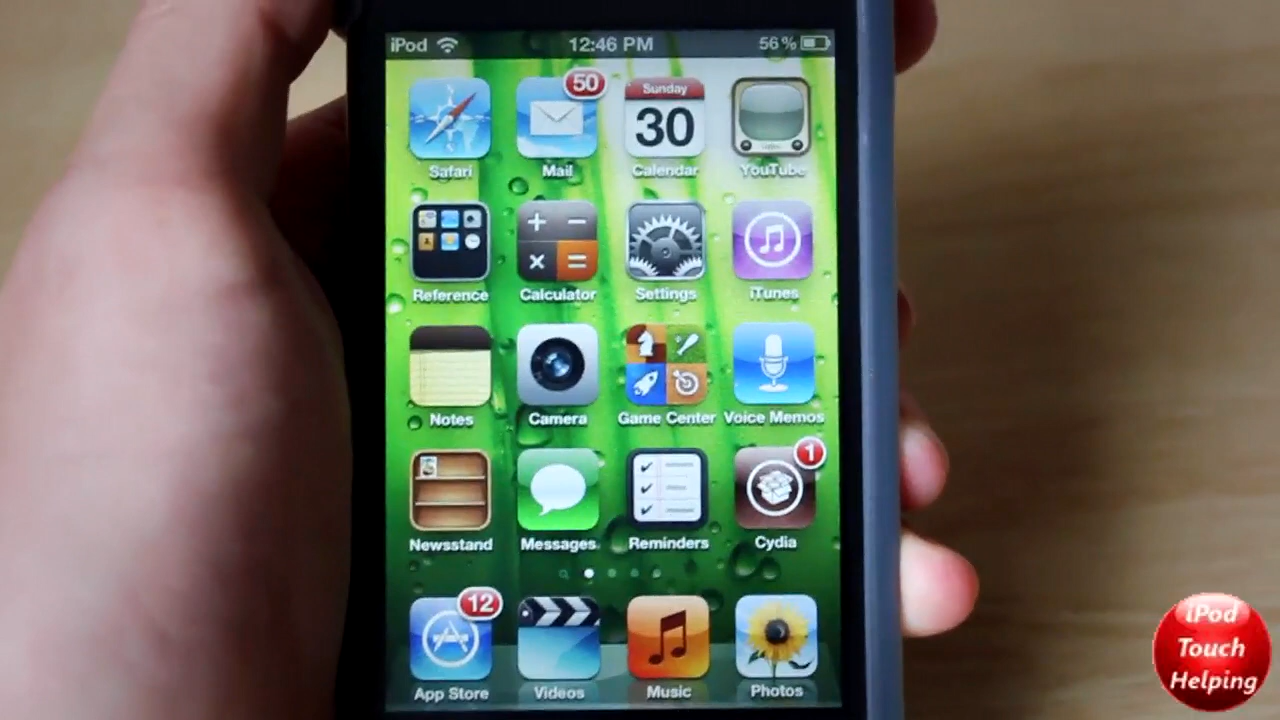 iPod 12:46 PM 56%
50
Sunday
30
Safari Mail Calendar YouTube
Reference Calculator Settings iTunes
Notes Camera Game Center Voice Memos
1
Newsstand Messages Reminders Cydia
12
App Store Videos Music Photos
iPod
Touch
Helping